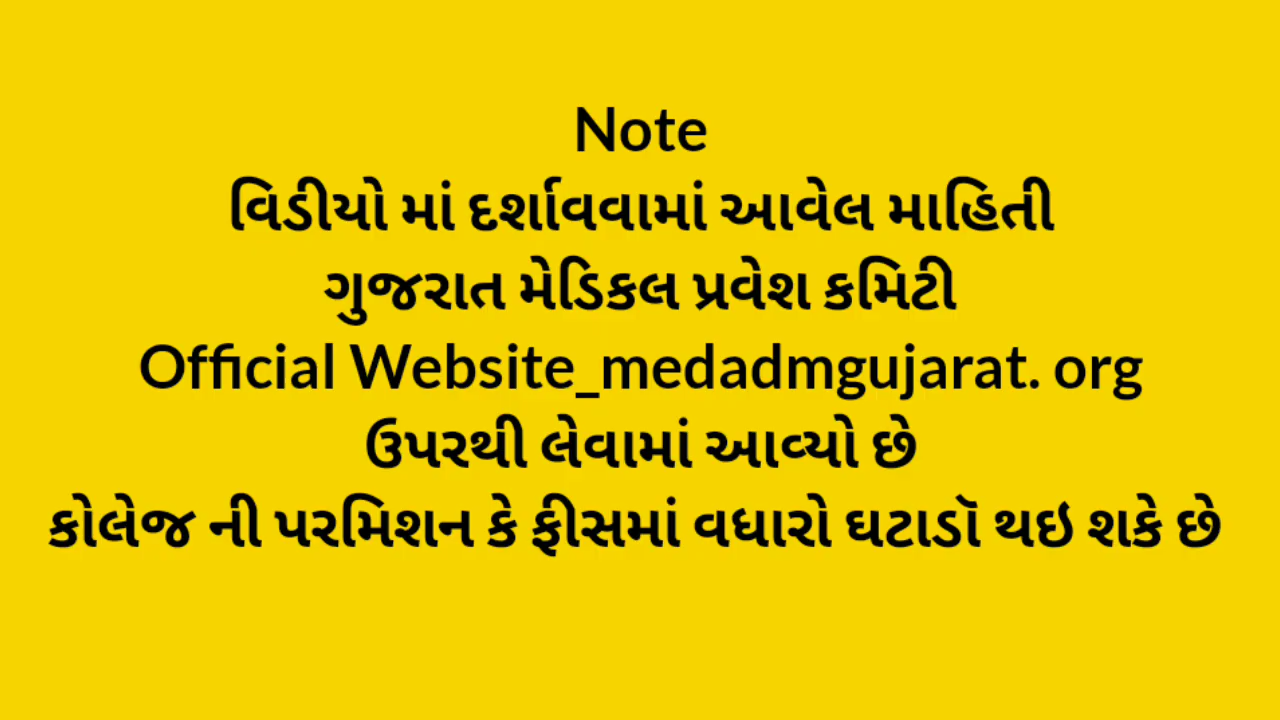 Note
વિડીયો માં દર્શાવવામાં આવેલ માહિતી
ગુજરાત મેડિકલ પ્રવેશ કમિટી
Official Website_medadmgujarat. org
ઉપરથી લેવામાં આવ્યો છે
કોલેજ ની પરમિશન કે ફીસમાં વધારો ઘટાડૉ થઇ શકે છે